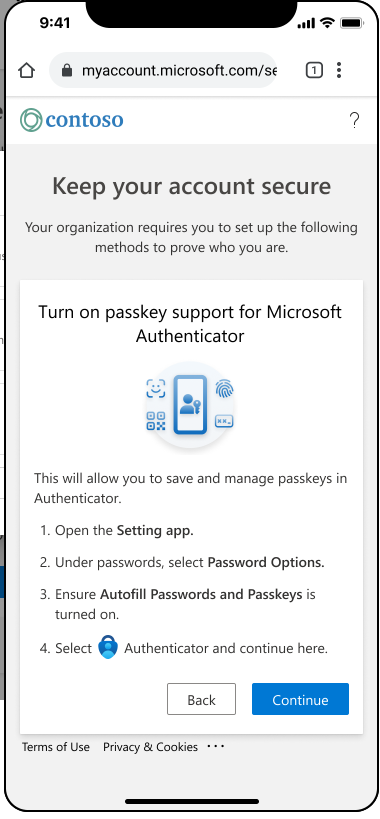 9:41
myaccount.microsoft.com/se
1
contoso
?
Keep your account secure
Your organization requires you to set up the following
methods to prove who you are.
Turn on passkey support for Microsoft
Authenticator
This will allow you to save and manage passkeys in
Authenticator.
1. Open the Setting app.
2. Under passwords, select Password Options.
3. Ensure Autofill Passwords and Passkeys is
turned on.
4. Select Authenticator and continue here.
Back Continue
Terms of Use Privacy & Cookies ···